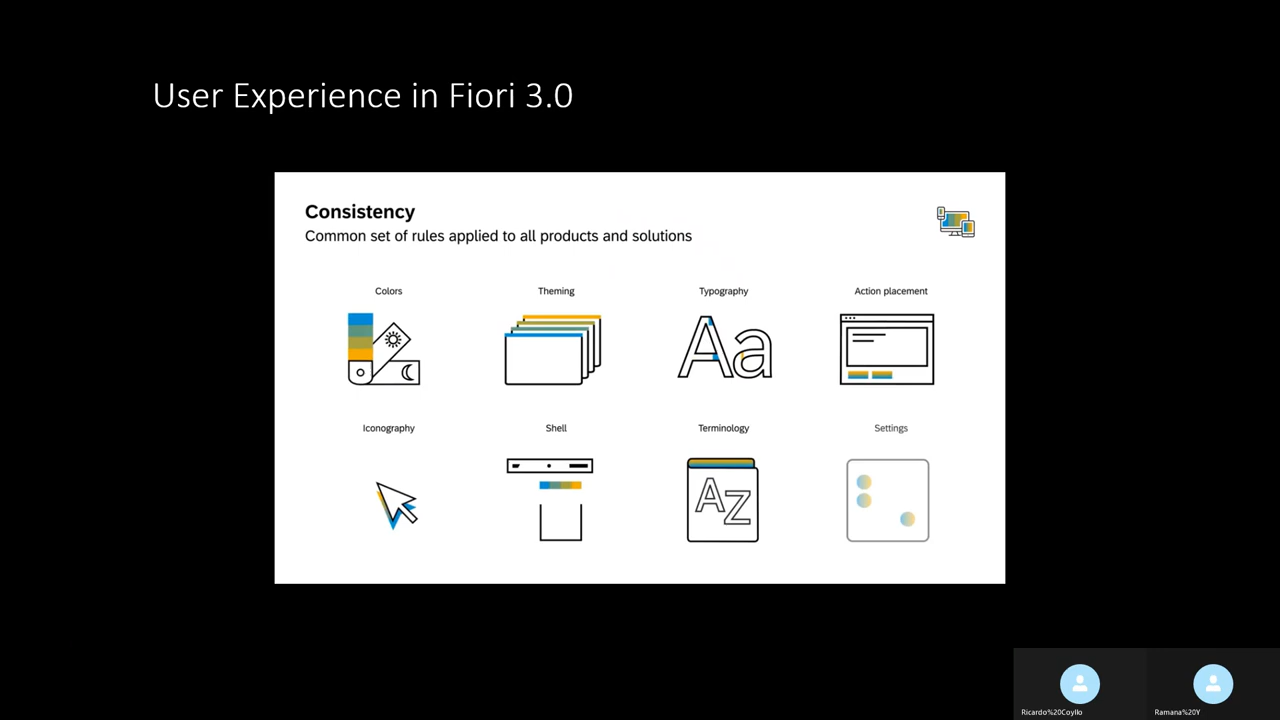 User Experience in Fiori 3.0
Consistency
Common set of rules applied to all products and solutions
Colors
Theming
Typography
Action placement
Aa
Iconography
Shell
Terminology
Settings
AZ
Ricardo%20Coyllo
Ramana%20Y